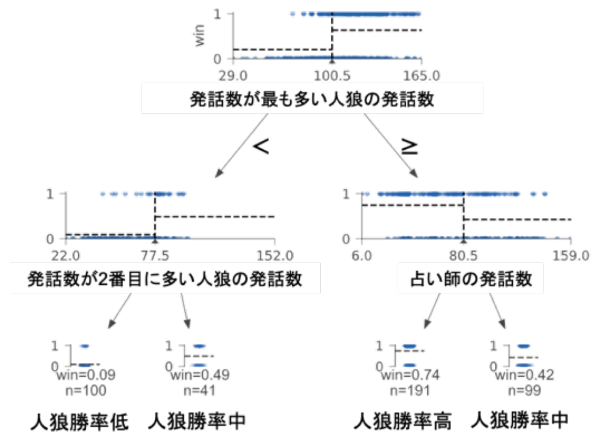 1
win
0
29.0 100.5 165.0
発話数が最も多い人狼の発話数
< ≥
1 1
0 0
22.0 77.5 152.0 6.0 80.5 159.0
発話数が2番目に多い人狼の発話数 占い師の発話数
1 1 1 1
0 0 0 0
win=0.09 win=0.49 win=0.74 win=0.42
n=100 n=41 n=191 n=99
人狼勝率低 人狼勝率中 人狼勝率高 人狼勝率中